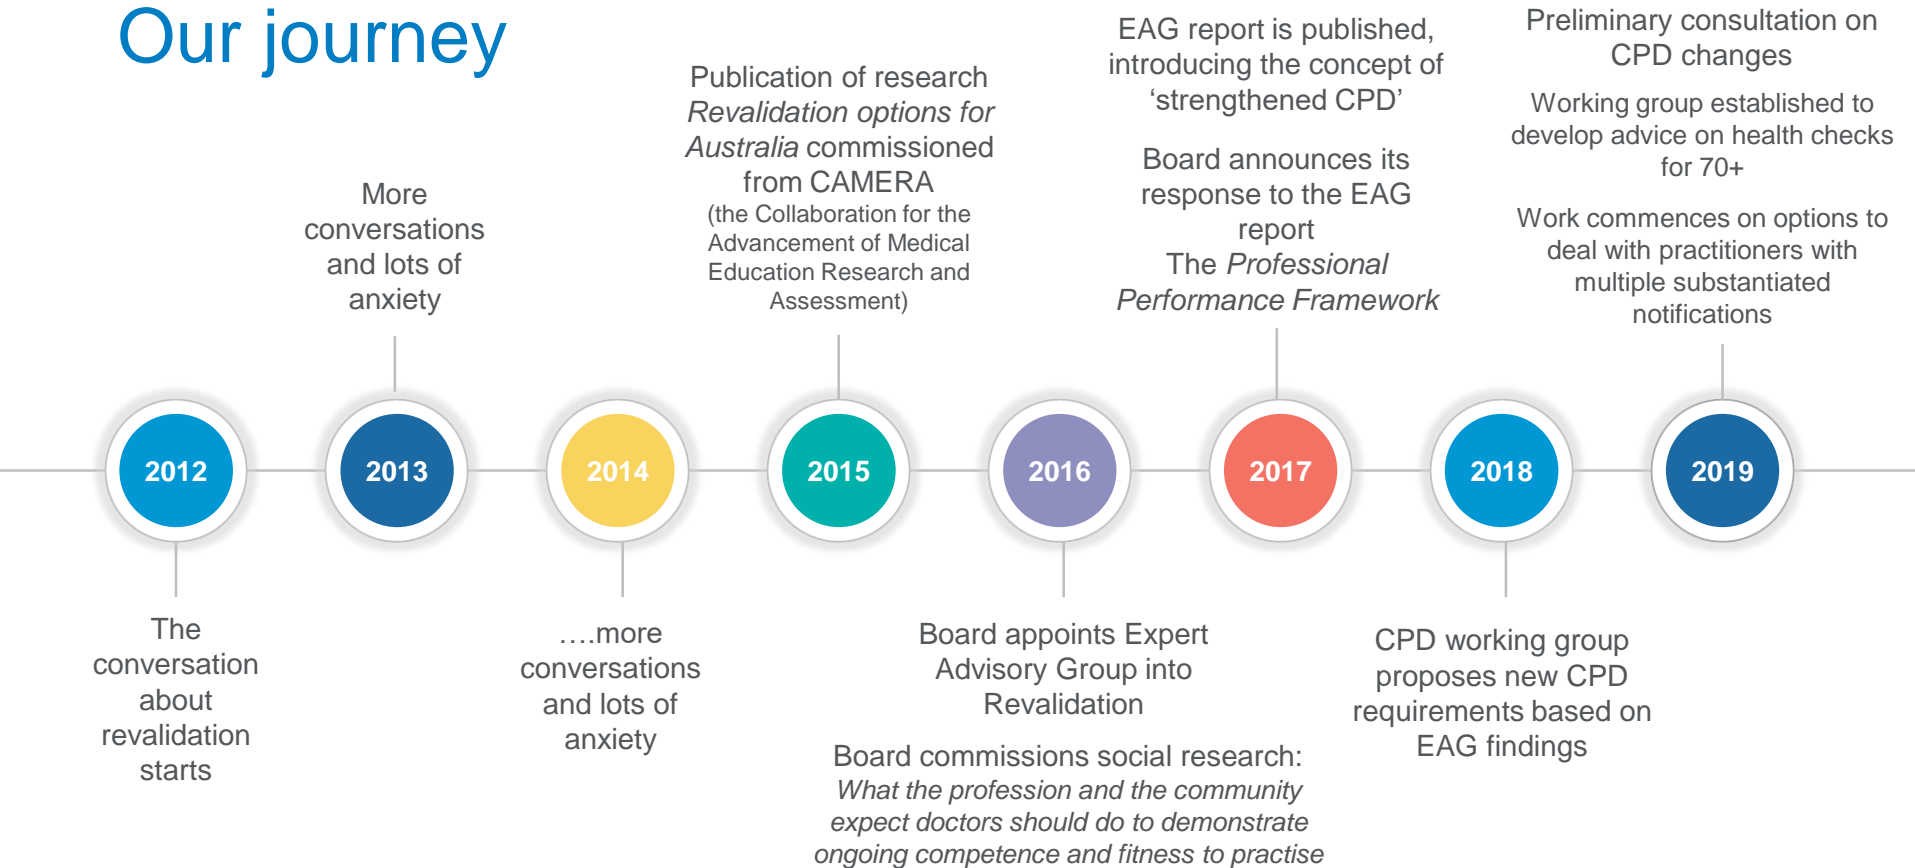 Our journey
More
conversations
and lots of
anxiety
Publication of research
Revalidation options for
Australia commissioned
from CAMERA
(the Collaboration for the
Advancement of Medical
Education Research and
Assessment)
EAG report is published,
introducing the concept of
‘strengthened CPD’
Board announces its
response to the EAG
report
The Professional
Performance Framework
Preliminary consultation on
CPD changes
Working group established to
develop advice on health checks
for 70+
Work commences on options to
deal with practitioners with
multiple substantiated
notifications
2012
2013
2014
2015
2016
2017
2018
2019
The
conversation
about
revalidation
starts
….more
conversations
and lots of
anxiety
Board appoints Expert
Advisory Group into
Revalidation
Board commissions social research:
What the profession and the community
expect doctors should do to demonstrate
ongoing competence and fitness to practise
CPD working group
proposes new CPD
requirements based on
EAG findings